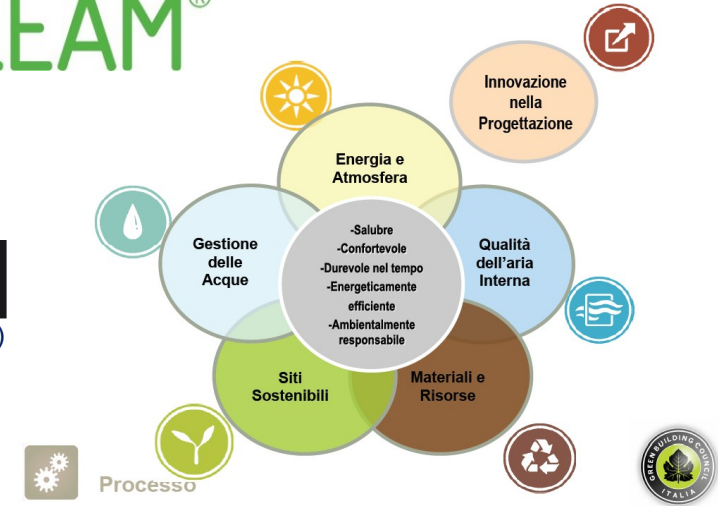 EAM®
Innovazione
nella
Progettazione
Energia e
Atmosfera
Gestione
delle
Acque
-Salubre
-Confortevole
-Durevole nel tempo
-Energeticamente
efficiente
-Ambientalmente
responsabile
Qualità
dell'aria
Interna
Siti
Sostenibili
Materiali e
Risorse
)
Processo
GREEN BUILDING COUNCIL
ITALIA